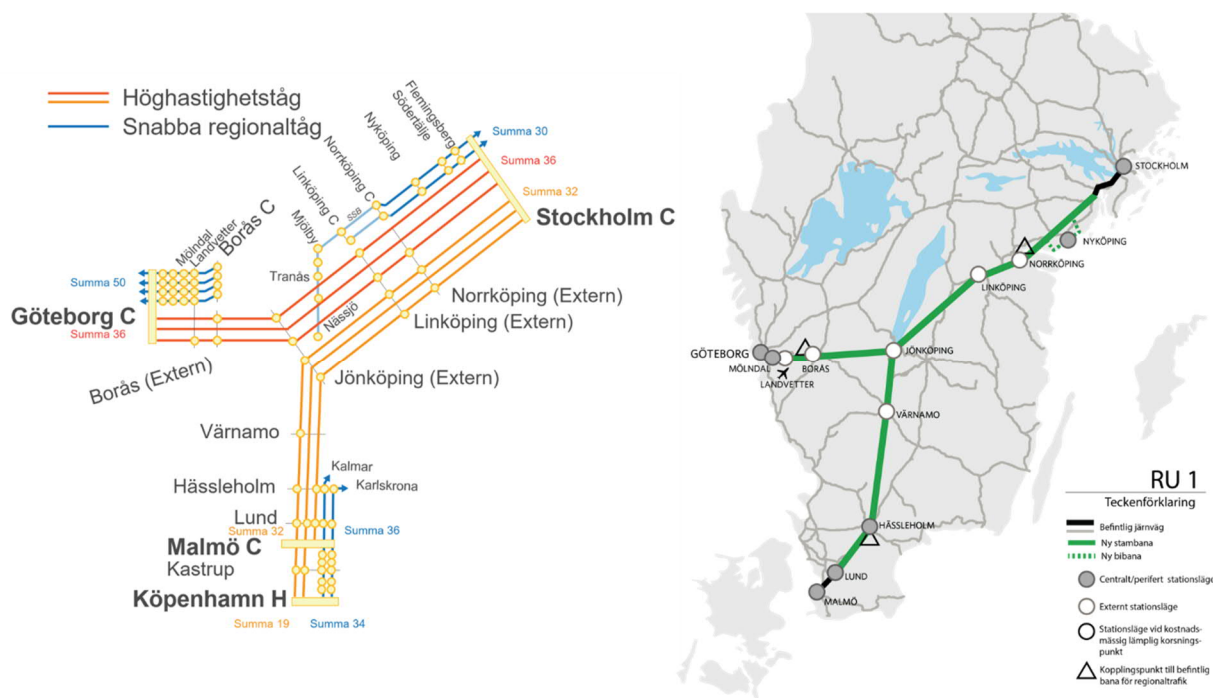 Höghastighetståg
Snabba regionaltåg
Flemingsberg
Södertälje
Nyköping
Norrköping C
SSB
Linköping C
Mjölby
Tranås
Nässjö
Summa 30
Summa 36
Summa 32
Stockholm C
Mölndal
Landvetter
Borås C
Summa 50
Göteborg C
Summa 36
Borås (Extern)
Norrköping (Extern)
Linköping (Extern)
Jönköping (Extern)
Värnamo
Kalmar
Hässleholm
Karlskrona
Lund
Summa 32
Summa 36
Malmö C
Kastrup
Köpenhamn H
Summa 19
Summa 34
STOCKHOLM
NYKÖPING
NORRKÖPING
LINKÖPING
GÖTEBORG
JÖNKÖPING
MÖLNDAL
BORÅS
LANDVETTER
VÄRNAMO
HÄSSLEHOLM
LUND
MALMÖ
RU 1
Teckenförklaring
Befintlig järnväg
Ny stambana
Ny bibana
Centralt/perifert stationsläge
Externt stationsläge
Stationsläge vid kostnads-
mässig lämplig korsnings-
punkt
Kopplingspunkt till befintlig
bana för regionaltrafik